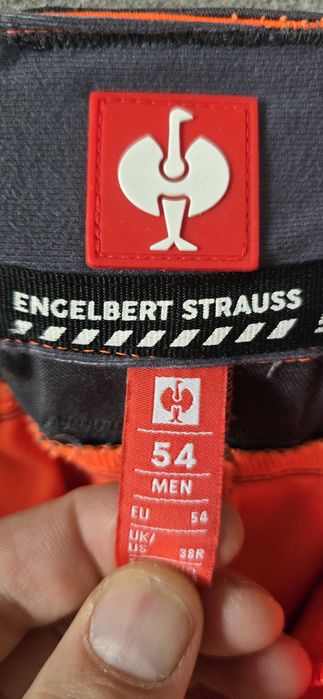 ENGELBERT STRAUSS
54
MEN
EU 54
UK/
US 38R